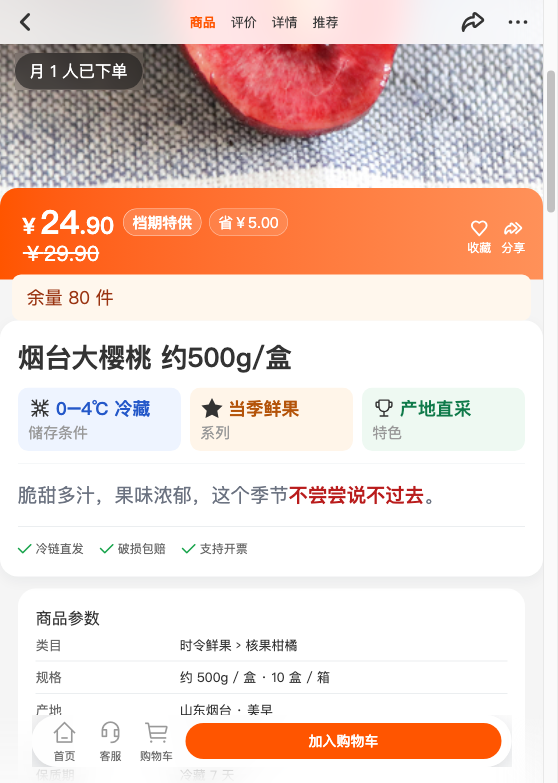 商品 评价 详情 推荐
月 1 人已下单
¥24.90 档期特供 省¥5.00
¥29.90
收藏 分享
余量 80 件
烟台大樱桃 约500g/盒
0—4℃ 冷藏 当季鲜果 产地直采
储存条件 系列 特色
脆甜多汁，果味浓郁，这个季节不尝尝说不过去。
冷链直发 破损包赔 支持开票
商品参数
类目 时令鲜果 › 核果柑橘
规格 约 500g / 盒 · 10 盒 / 箱
产地 山东烟台 · 美早
首页 客服 购物车 加入购物车
保质期 冷藏 7 天